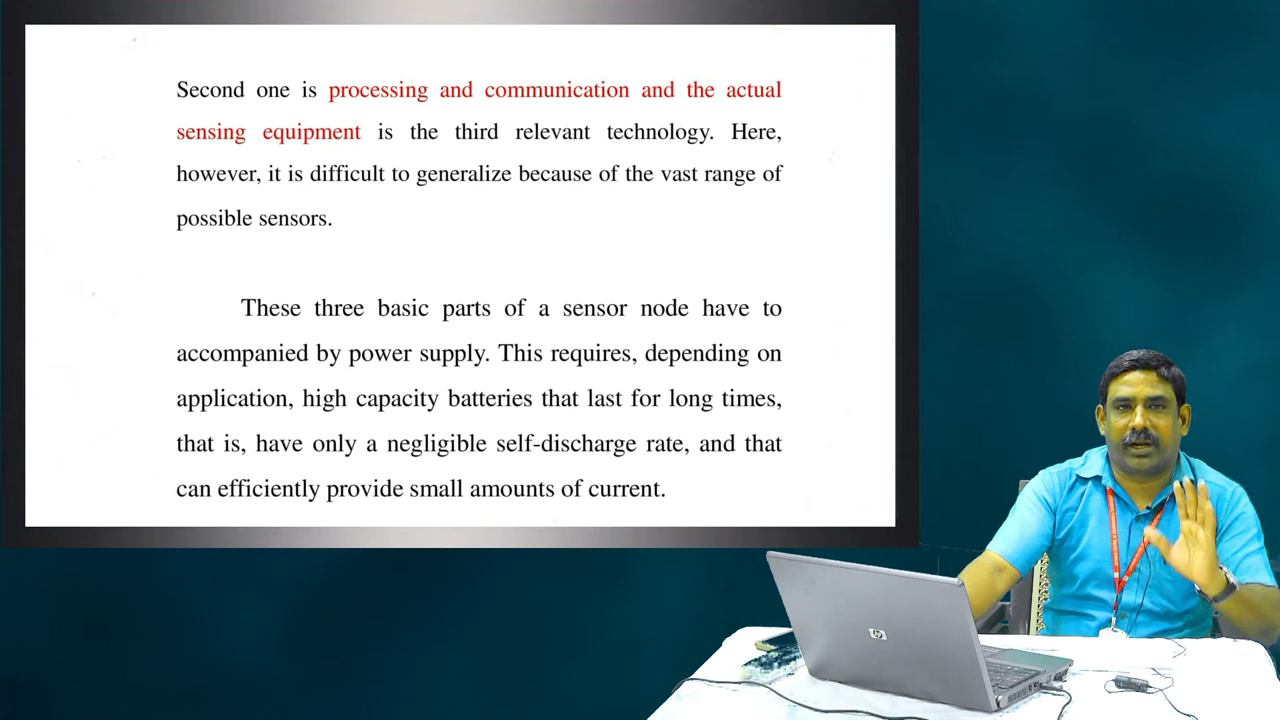 Second one is processing and communication and the actual
sensing equipment is the third relevant technology. Here,
however, it is difficult to generalize because of the vast range of
possible sensors.
These three basic parts of a sensor node have to
accompanied by power supply. This requires, depending on
application, high capacity batteries that last for long times,
that is, have only a negligible self-discharge rate, and that
can efficiently provide small amounts of current.
hp